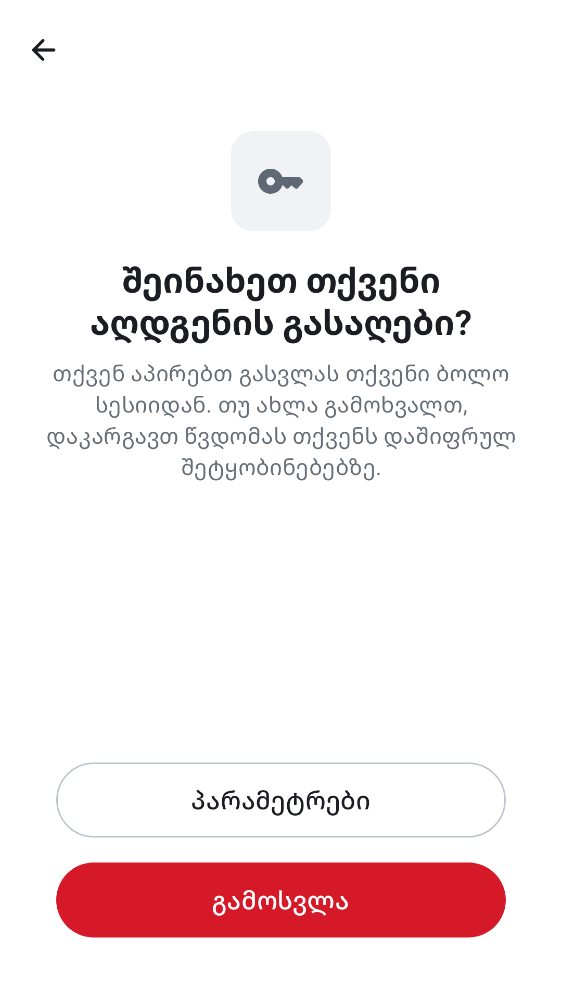 შეინახეთ თქვენი
აღდგენის გასაღები?
თქვენ აპირებთ გასვლას თქვენი ბოლო
სესიიდან. თუ ახლა გამოხვალთ,
დაკარგავთ წვდომას თქვენს დაშიფრულ
შეტყობინებებზე.
პარამეტრები
გამოსვლა